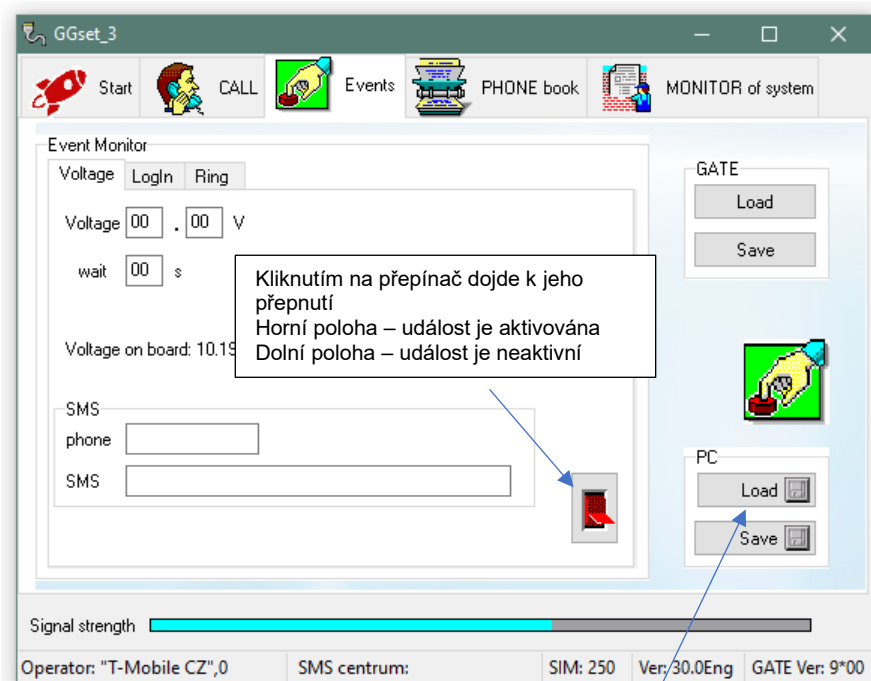 GGset_3
Start
CALL
Events
PHONE book
MONITOR of system
Event Monitor
Voltage LogIn Ring
Voltage 00 . 00 V
wait 00 s
Kliknutím na přepínač dojde k jeho
přepnutí
Horní poloha – událost je aktivována
Dolní poloha – událost je neaktivní
Voltage on board: 10.19
SMS
phone
SMS
GATE
Load
Save
PC
Load
Save
Signal strength
Operator: "T-Mobile CZ",0 SMS centrum: SIM: 250 Ver: 30.0Eng GATE Ver: 9*00